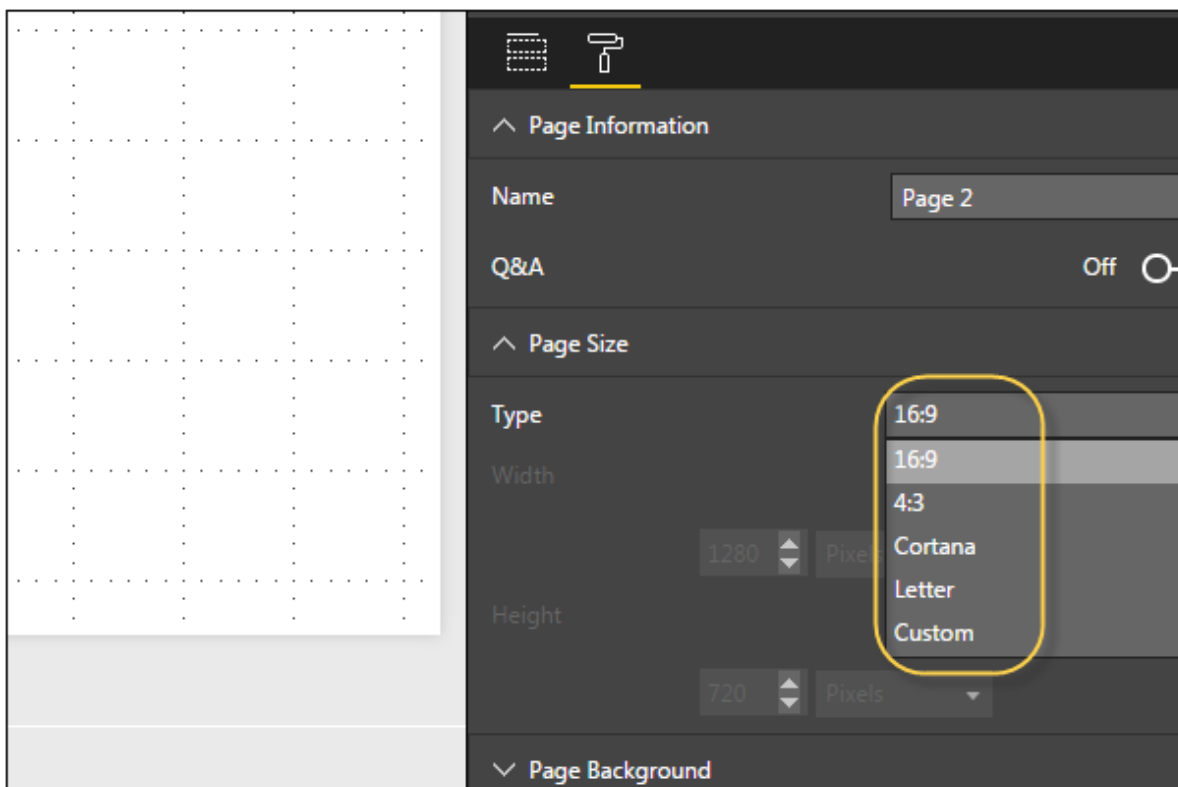 Page Information
Name Page 2
Q&A Off
Page Size
Type 16:9
16:9
Width
4:3
1280 Pixels Cortana
Letter
Height
Custom
720 Pixels
Page Background